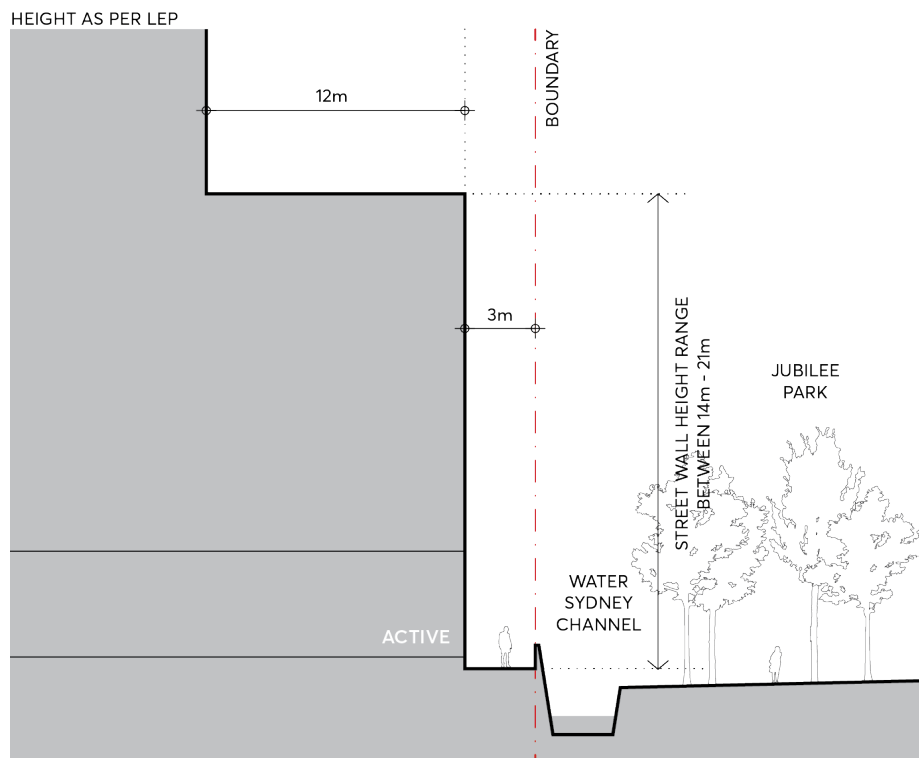 HEIGHT AS PER LEP
BOUNDARY
12m
3m
STREET WALL HEIGHT RANGE
BETWEEN 14m - 21m
JUBILEE
PARK
WATER
SYDNEY
CHANNEL
ACTIVE